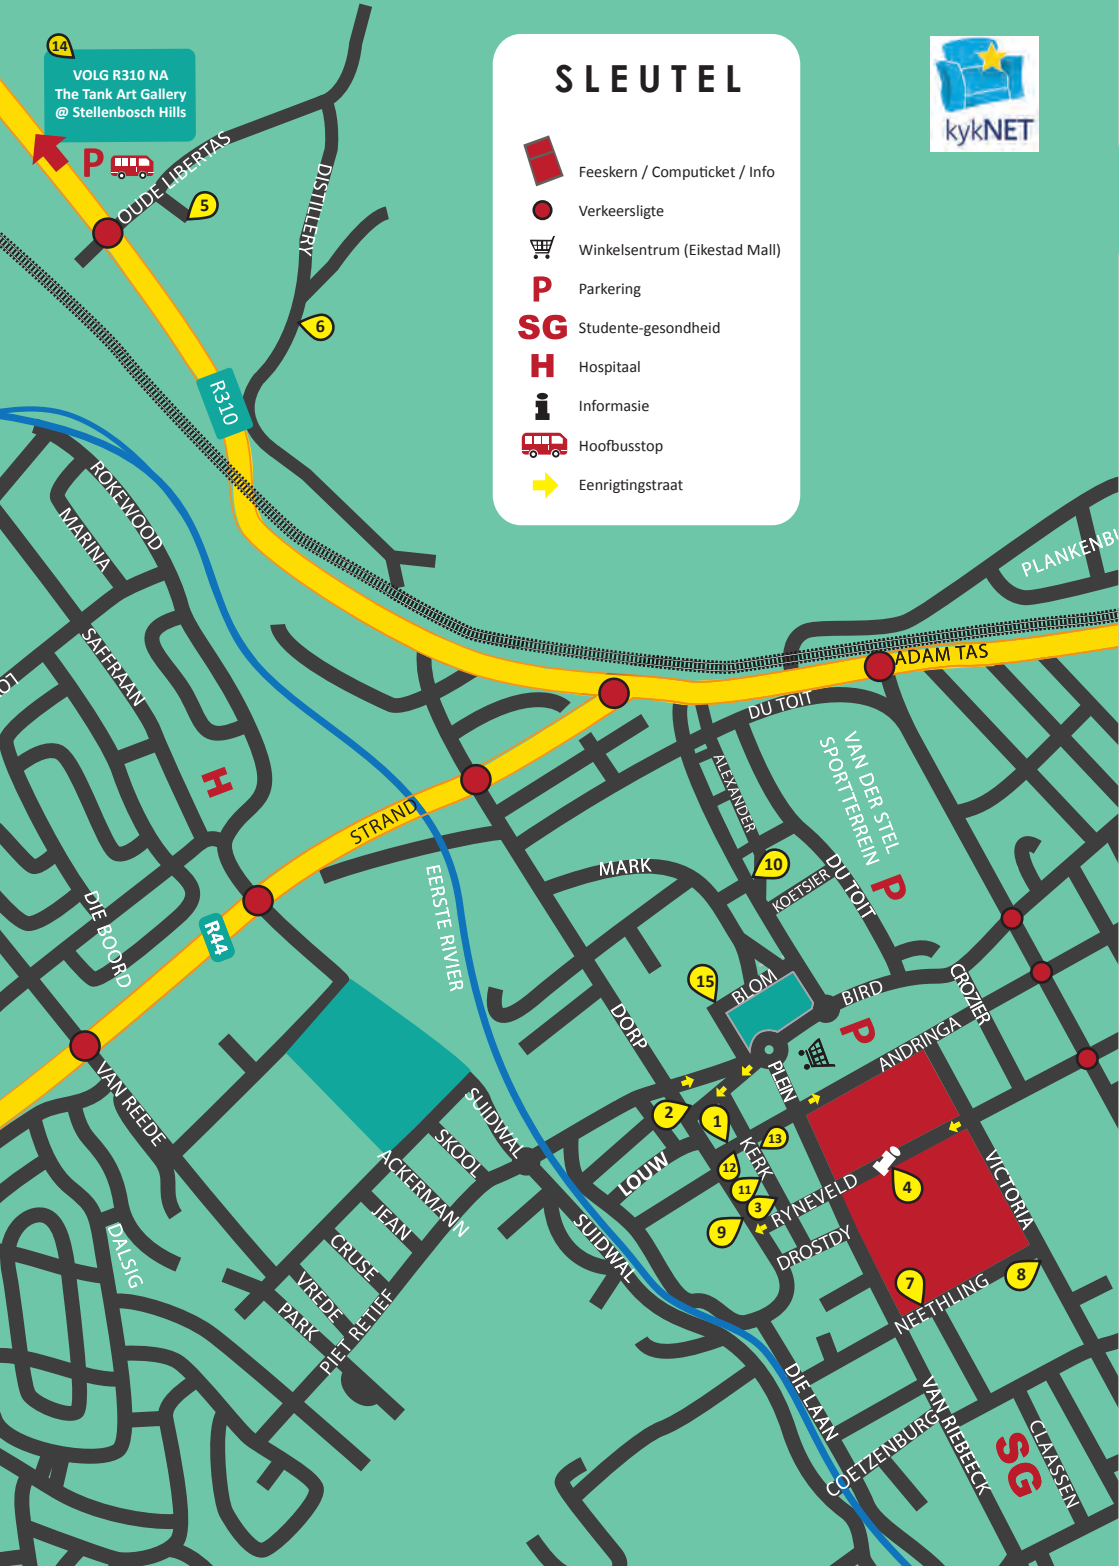 14
VOLG R310 NA
The Tank Art Gallery
@ Stellenbosch Hills
P
OUDE LIBERTAS
5
DISTILLERY
6
R310
SLEUTEL
Feeskern / Computicket / Info
Verkeersligte
Winkelsentrum (Eikestad Mall)
P
Parkering
SG
Studente-gesondheid
H
Hospitaal
i
Informasie
Hoofbusstop
Eenrigtingstraat
kykNET
ROKEWOOD
MARINA
SAFFRAAN
H
STRAND
DIE BOORD
R44
EERSTE RIVIER
VAN REEDE
DALSIG
SUIDWAL
SKOOL
ACKERMANN
JEAN
CRUSE
VREDE
PARK
PIET RETIEF
SUIDWAL
ADAM TAS
DU TOIT
ALEXANDER
VAN DER STEL
SPORTTERREIN
P
MARK
10
KOETSIER
DU TOIT
15
BLOM
BIRD
CROZIER
P
ANDRINGA
DORP
PLEIN
2
1
13
KERK
LOUW
12
11
3
9
RYNEVELD
i
4
VICTORIA
DROSTDY
7
8
NEETHLING
DIE LAAN
VAN RIEBEECK
COETZENBURG
SG
CLAASSEN